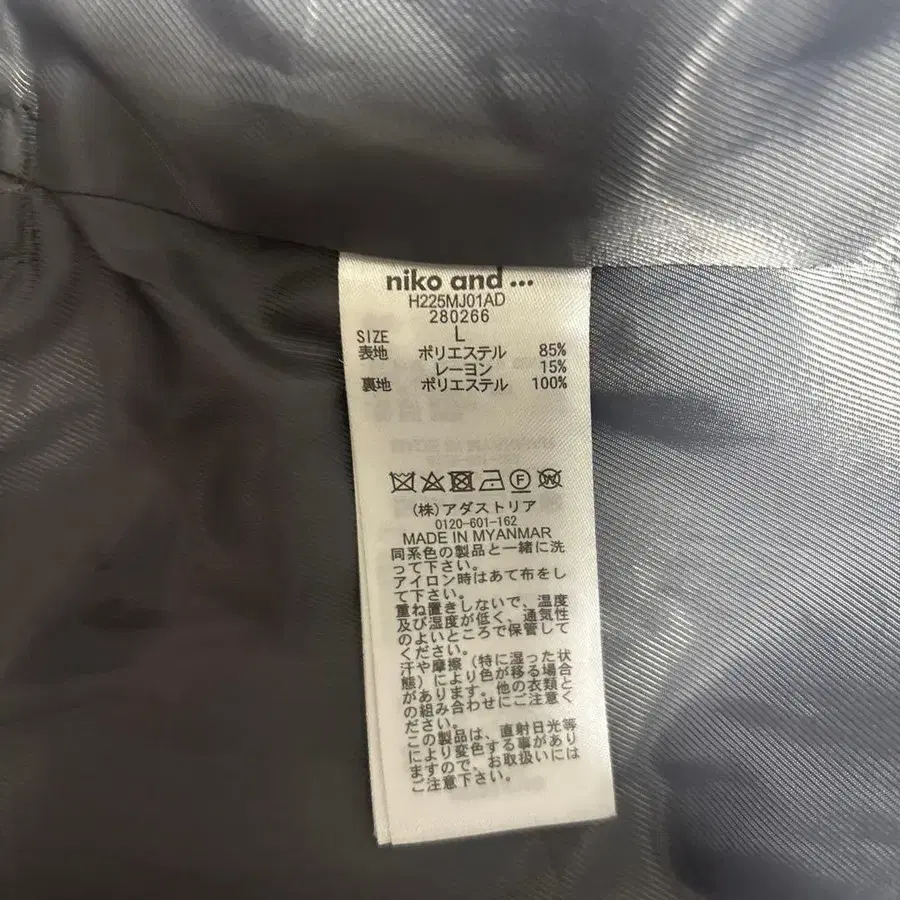 niko and ...
H225MJ01AD
280266
SIZE L
表地 ポリエステル 85%
レーヨン 15%
裏地 ポリエステル 100%
F W
(株)アダストリア
0120-601-162
MADE IN MYANMAR
同系色の製品と一緒に洗
って下さい。
アイロン時はあて布をし
て下さい。
重ね置きしないで、温度
及び湿度が低く、通気性
のよいところで保管して
ください。
汗や摩擦(特に湿った状
態)により色が移る場合
があります。他の衣類と
の組み合わせにご注意く
ださい。
この製品は、直射日光等
により変色する事があり
ますので、お取扱いには
ご注意下さい。